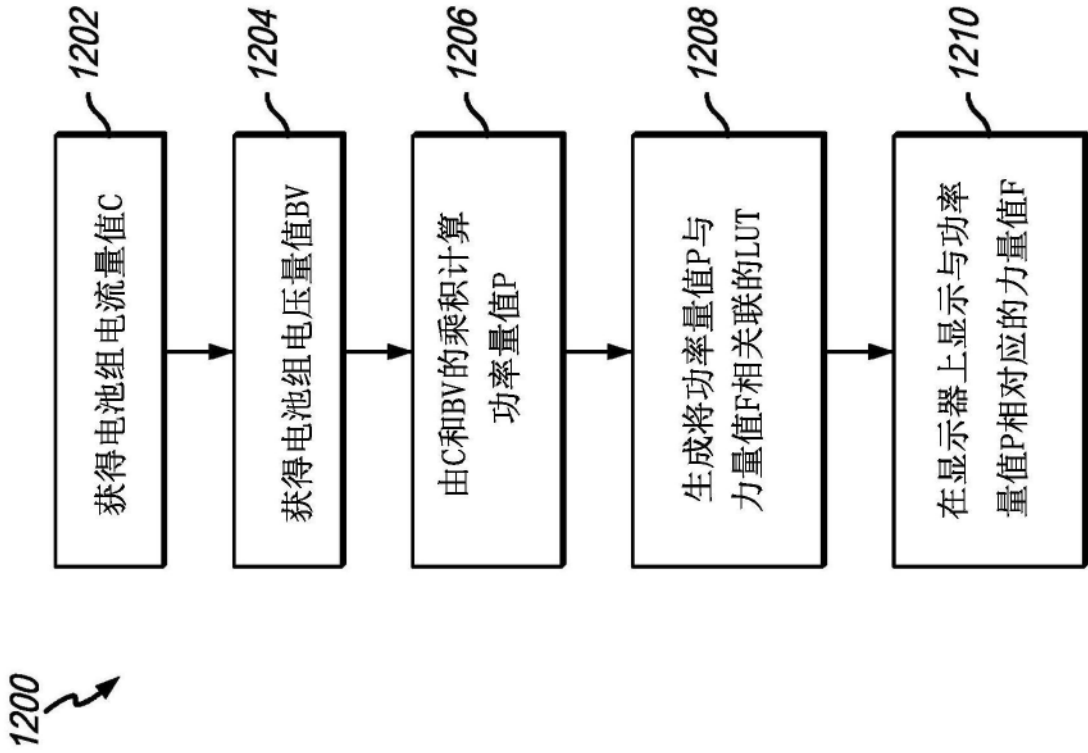 1200
1202
获得电池组电流量值C
1204
获得电池组电压量值BV
1206
由C和BV的乘积计算
功率量值P
1208
生成将功率量值P与
力量值F相关联的LUT
1210
在显示器上显示与功率
量值P相对应的力量值F